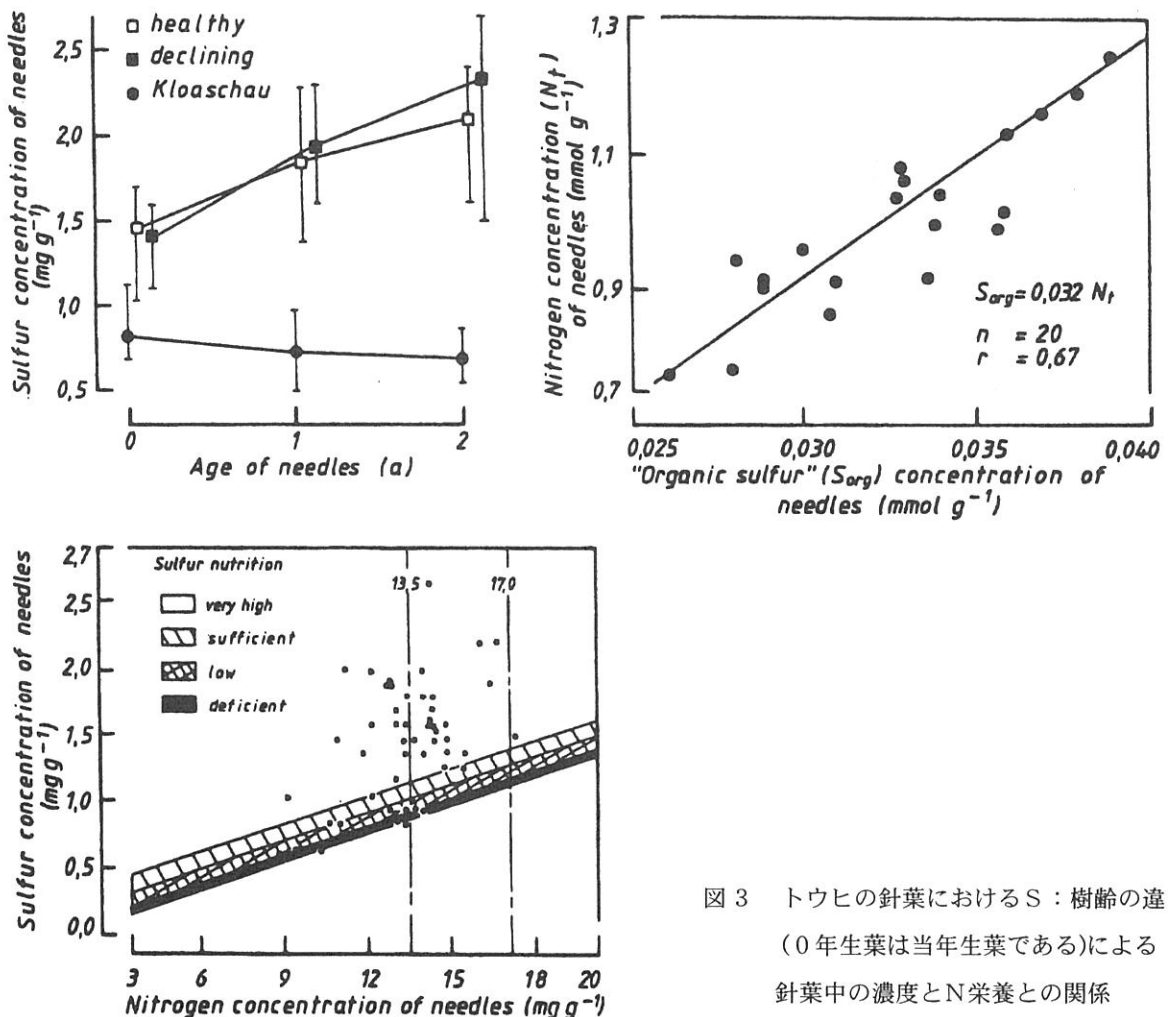 Sulfur concentration of needles
(mg g⁻¹)
2,5
2,0
1,5
1,0
0,5
healthy
declining
Kloaschau
0 1 2
Age of needles (a)
Nitrogen concentration (Nt)
of needles (mmol g⁻¹)
1,3
1,1
0,9
0,7
Sorg=0,032 Nt
n = 20
r = 0,67
0,025 0,030 0,035 0,040
"Organic sulfur" (Sorg) concentration of
needles (mmol g⁻¹)
Sulfur concentration of needles
(mg g⁻¹)
2,7
2,5
2,0
1,5
1,0
0,5
0,0
Sulfur nutrition
very high
sufficient
low
deficient
13,5 17,0
3 6 9 12 15 18 20
Nitrogen concentration of needles (mg g⁻¹)
図3 トウヒの針葉におけるS:樹齢の違
(0年生葉は当年生葉である)による
針葉中の濃度とN栄養との関係